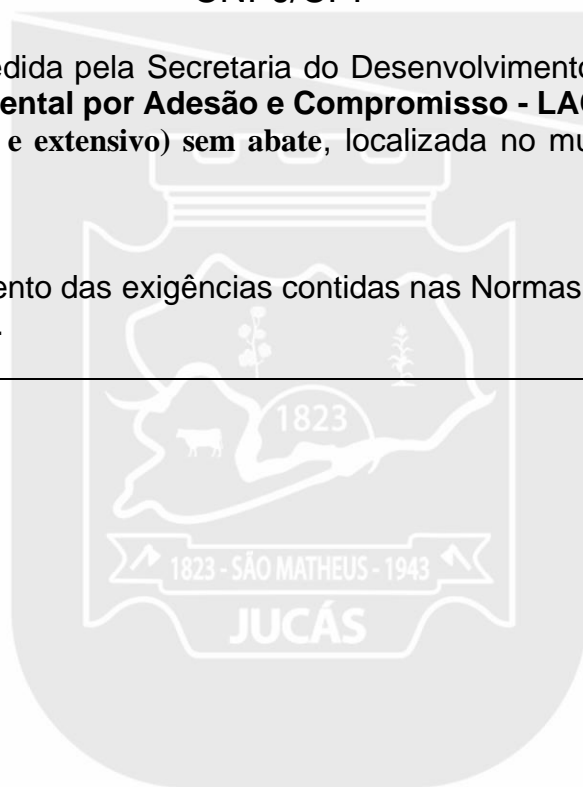 edida pela Secretaria do Desenvolvimento
ental por Adesão e Compromisso - LAC
e extensivo) sem abate, localizada no mu
ento das exigências contidas nas Normas
.
1823
1823 - SÃO MATHEUS - 1943
JUCÁS